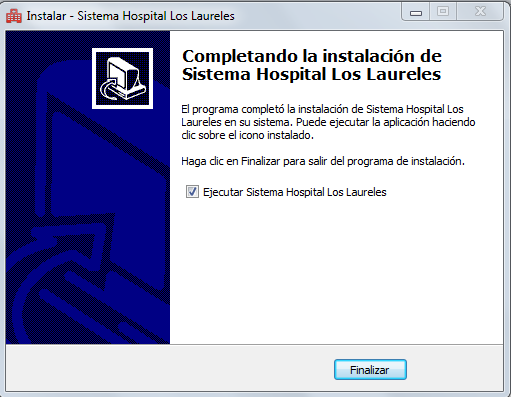 Instalar - Sistema Hospital Los Laureles
Completando la instalación de
Sistema Hospital Los Laureles
El programa completó la instalación de Sistema Hospital Los
Laureles en su sistema. Puede ejecutar la aplicación haciendo
clic sobre el icono instalado.
Haga clic en Finalizar para salir del programa de instalación.
Ejecutar Sistema Hospital Los Laureles
Finalizar